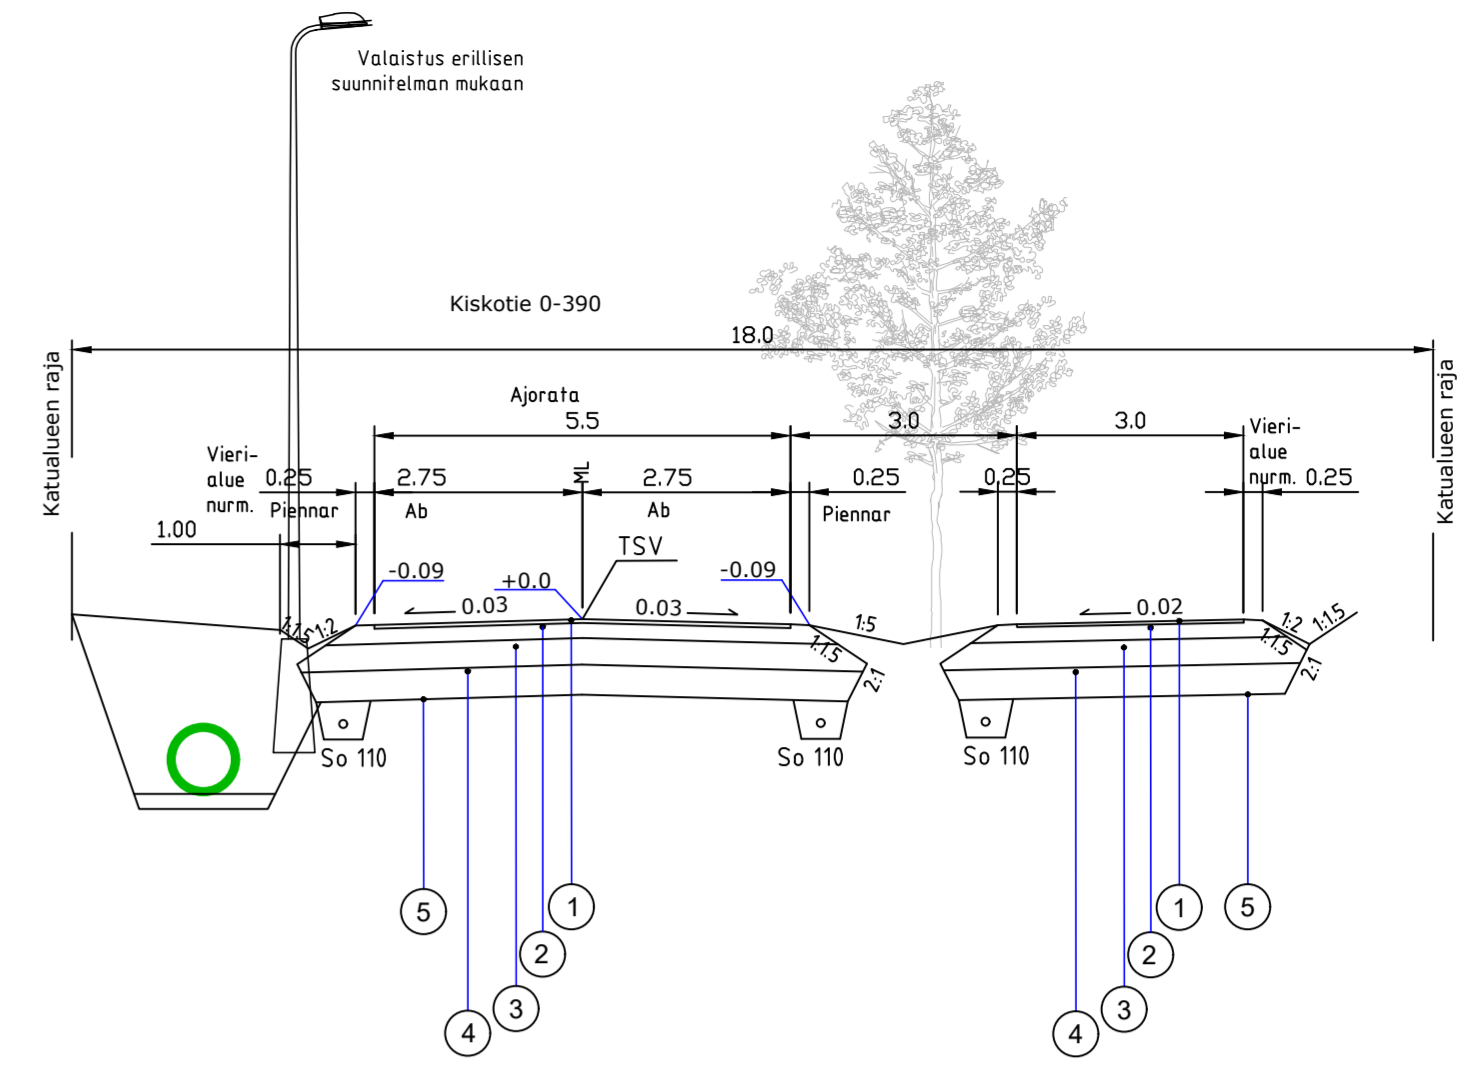 Valaistus erillisen
suunnitelman mukaan
Kiskotie 0-390
18.0
Katualueen raja
Katualueen raja
Ajorata
5.5
3.0
3.0
Vieri-
alue
nurm.
Vieri-
alue
nurm.
0.25
2.75
ML
2.75
0.25
0.25
0.25
Piennar
Ab
Ab
Piennar
1.00
TSV
-0.09
+0.0
-0.09
0.03
0.03
0.02
1:1.5
1:2
1:5
1:1.5
2:1
1:2
1:1.5
1:1.5
2:1
So 110
So 110
So 110
5
4
3
2
1
4
3
2
1
5